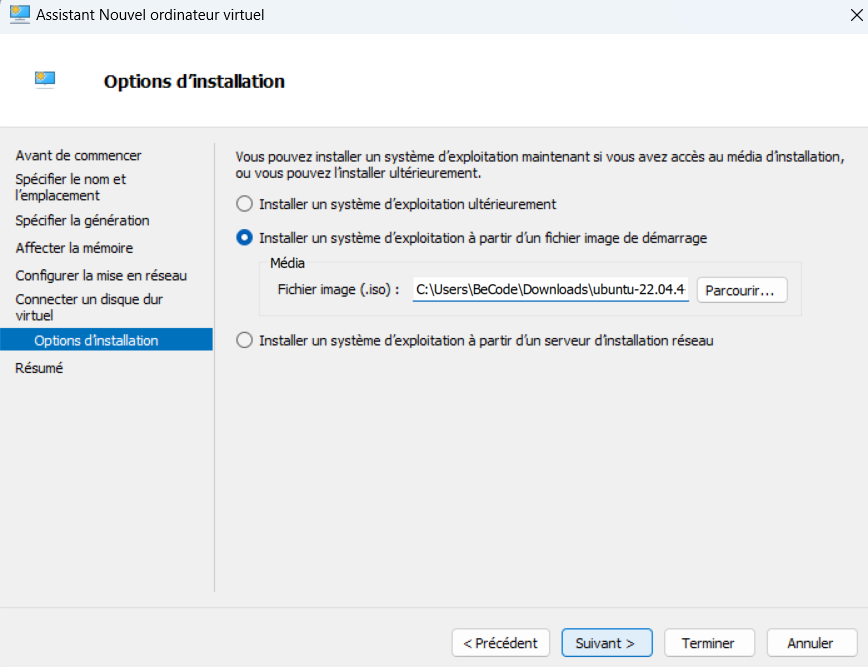 Assistant Nouvel ordinateur virtuel
Options d'installation
Avant de commencer
Spécifier le nom et
l'emplacement
Spécifier la génération
Affecter la mémoire
Configurer la mise en réseau
Connecter un disque dur
virtuel
Options d'installation
Résumé
Vous pouvez installer un système d'exploitation maintenant si vous avez accès au média d'installation,
ou vous pouvez l'installer ultérieurement.
Installer un système d'exploitation ultérieurement
Installer un système d'exploitation à partir d'un fichier image de démarrage
Média
Fichier image (.iso) : C:\Users\BeCode\Downloads\ubuntu-22.04.4 Parcourir...
Installer un système d'exploitation à partir d'un serveur d'installation réseau
< Précédent Suivant > Terminer Annuler